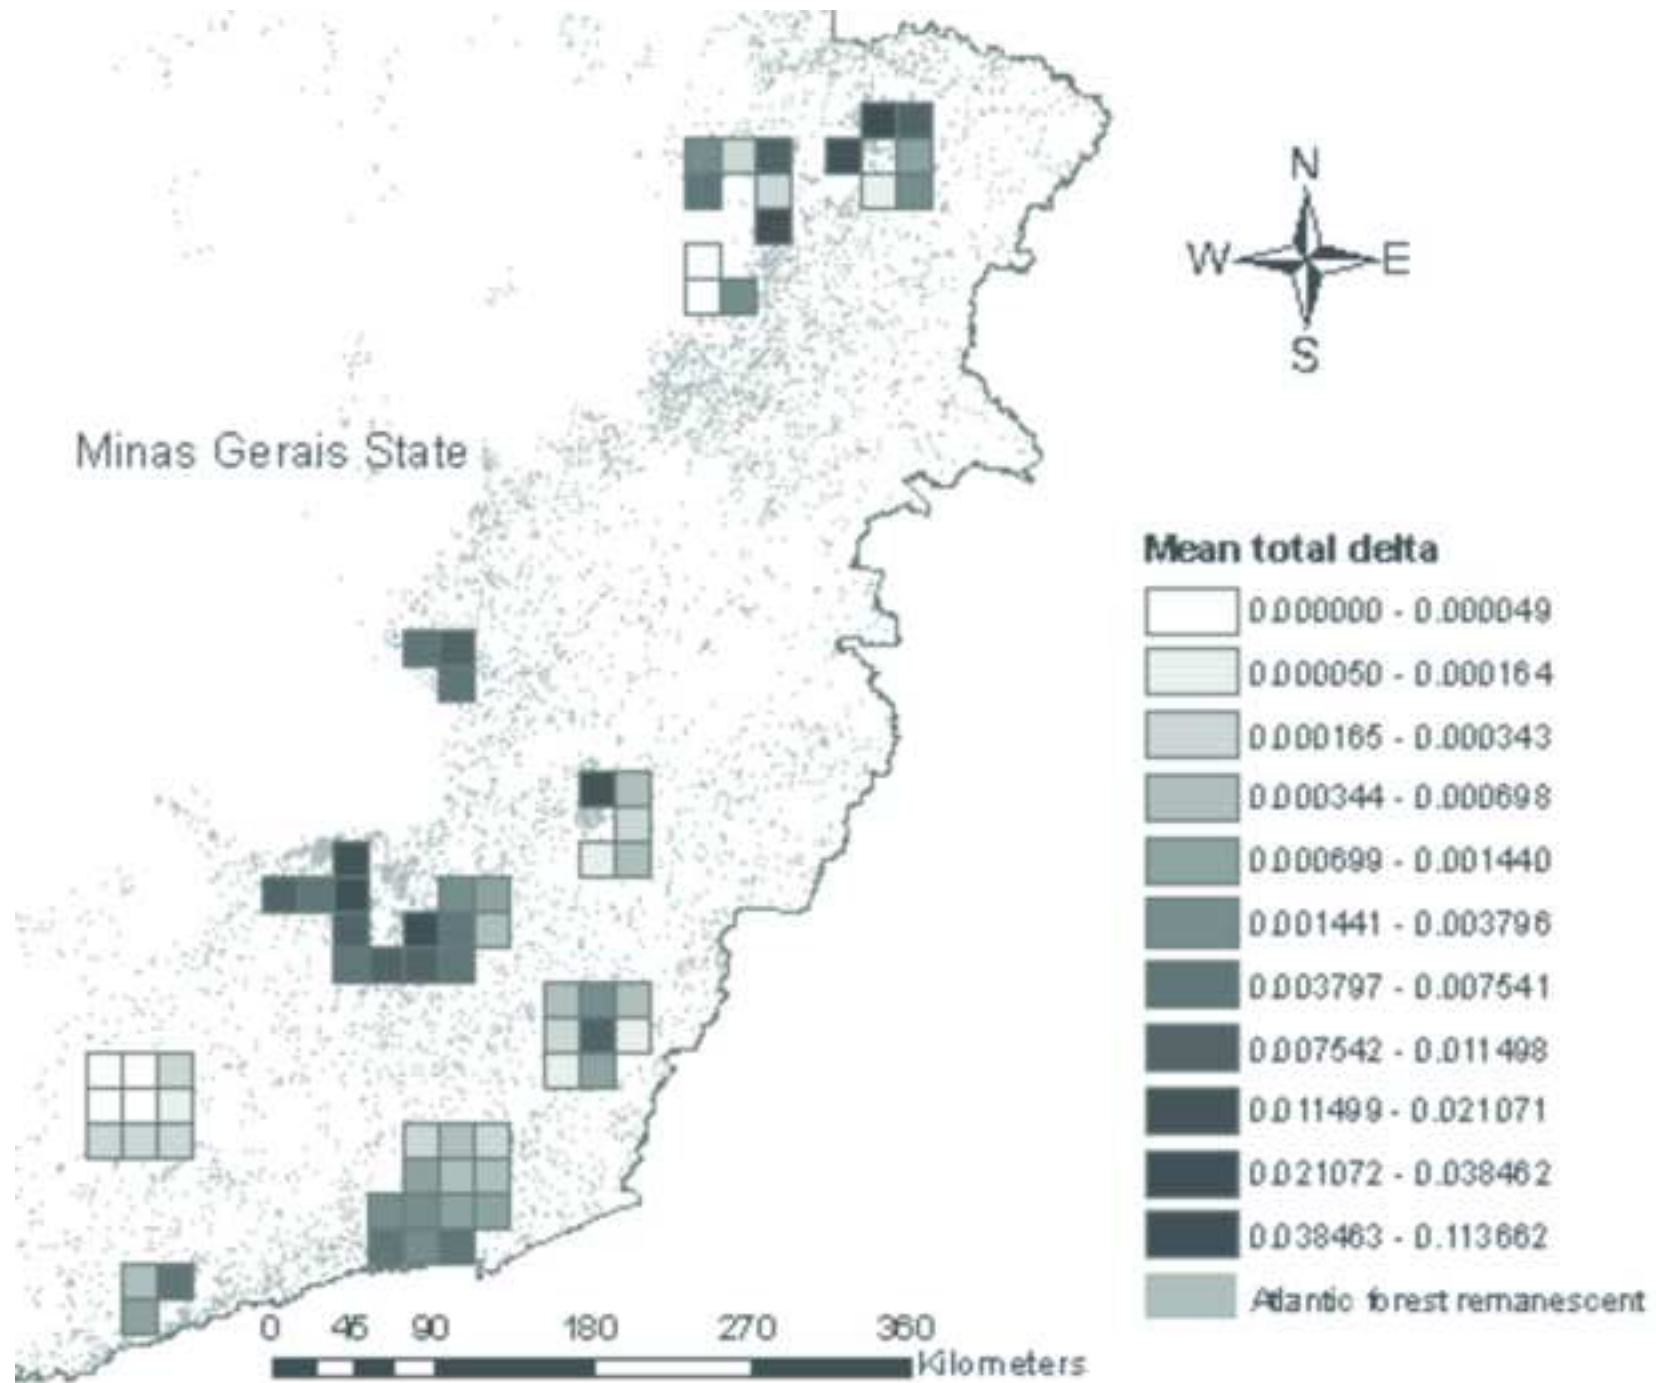 N
W E
S
Minas Gerais State
Mean total delta
0.000000 - 0.000049
0.000050 - 0.000164
0.000165 - 0.000343
0.000344 - 0.000698
0.000699 - 0.001440
0.001441 - 0.003796
0.003797 - 0.007541
0.007542 - 0.011498
0.011499 - 0.021071
0.021072 - 0.038462
0.038463 - 0.113662
Atlantic forest remanescent
0 45 90 180 270 360
Kilometers